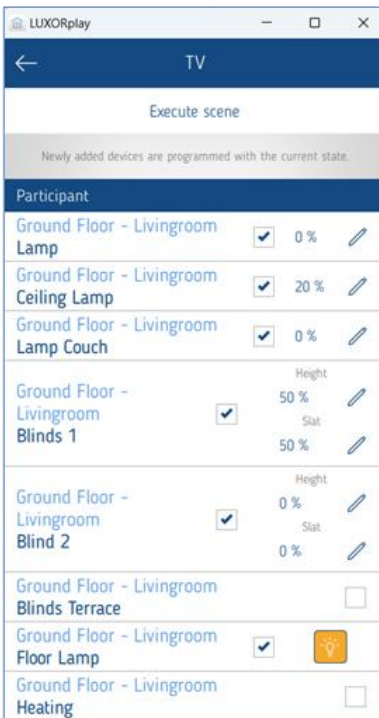 LUXORplay
TV
Execute scene
Newly added devices are programmed with the current state.
Participant
Ground Floor - Livingroom
Lamp
0 %
Ground Floor - Livingroom
Ceiling Lamp
20 %
Ground Floor - Livingroom
Lamp Couch
0 %
Ground Floor -
Livingroom
Blinds 1
Height
50 %
Slat
50 %
Ground Floor -
Livingroom
Blind 2
Height
0 %
Slat
0 %
Ground Floor - Livingroom
Blinds Terrace
Ground Floor - Livingroom
Floor Lamp
Ground Floor - Livingroom
Heating